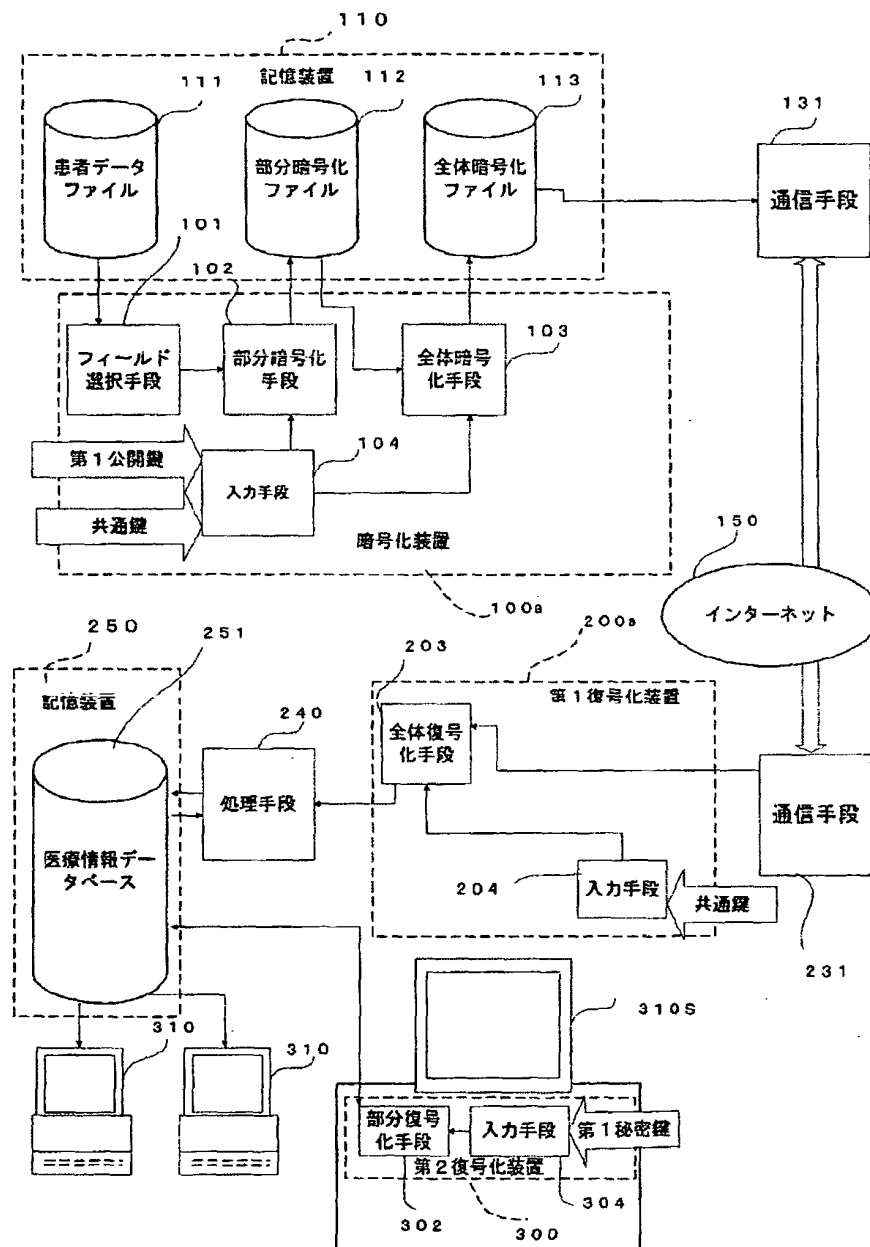 110
記憶装置
111
112
113
131
患者データ
ファイル
部分暗号化
ファイル
全体暗号化
ファイル
通信手段
101
102
103
フィールド
選択手段
部分暗号化
手段
全体暗号
化手段
104
第1公開鍵
入力手段
共通鍵
暗号化装置
100a
150
インターネット
250
251
記憶装置
203
200a
第1復号化装置
240
全体復号
化手段
処理手段
通信手段
医療情報デー
タベース
204
入力手段
共通鍵
231
310
310
310S
部分復号
化手段
入力手段
第1秘密鍵
第2復号化装置
302
300
304